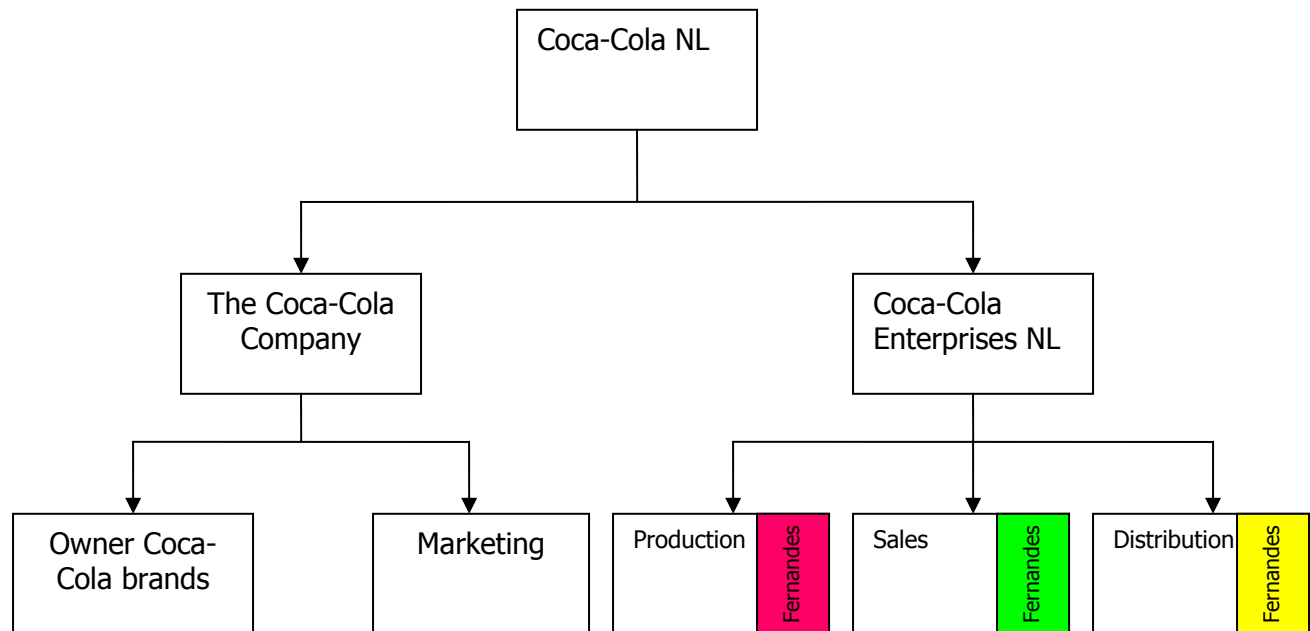 Coca-Cola NL
The Coca-Cola
Company
Coca-Cola
Enterprises NL
Owner Coca-
Cola brands
Marketing
Production
Fernandes
Sales
Fernandes
Distribution
Fernandes